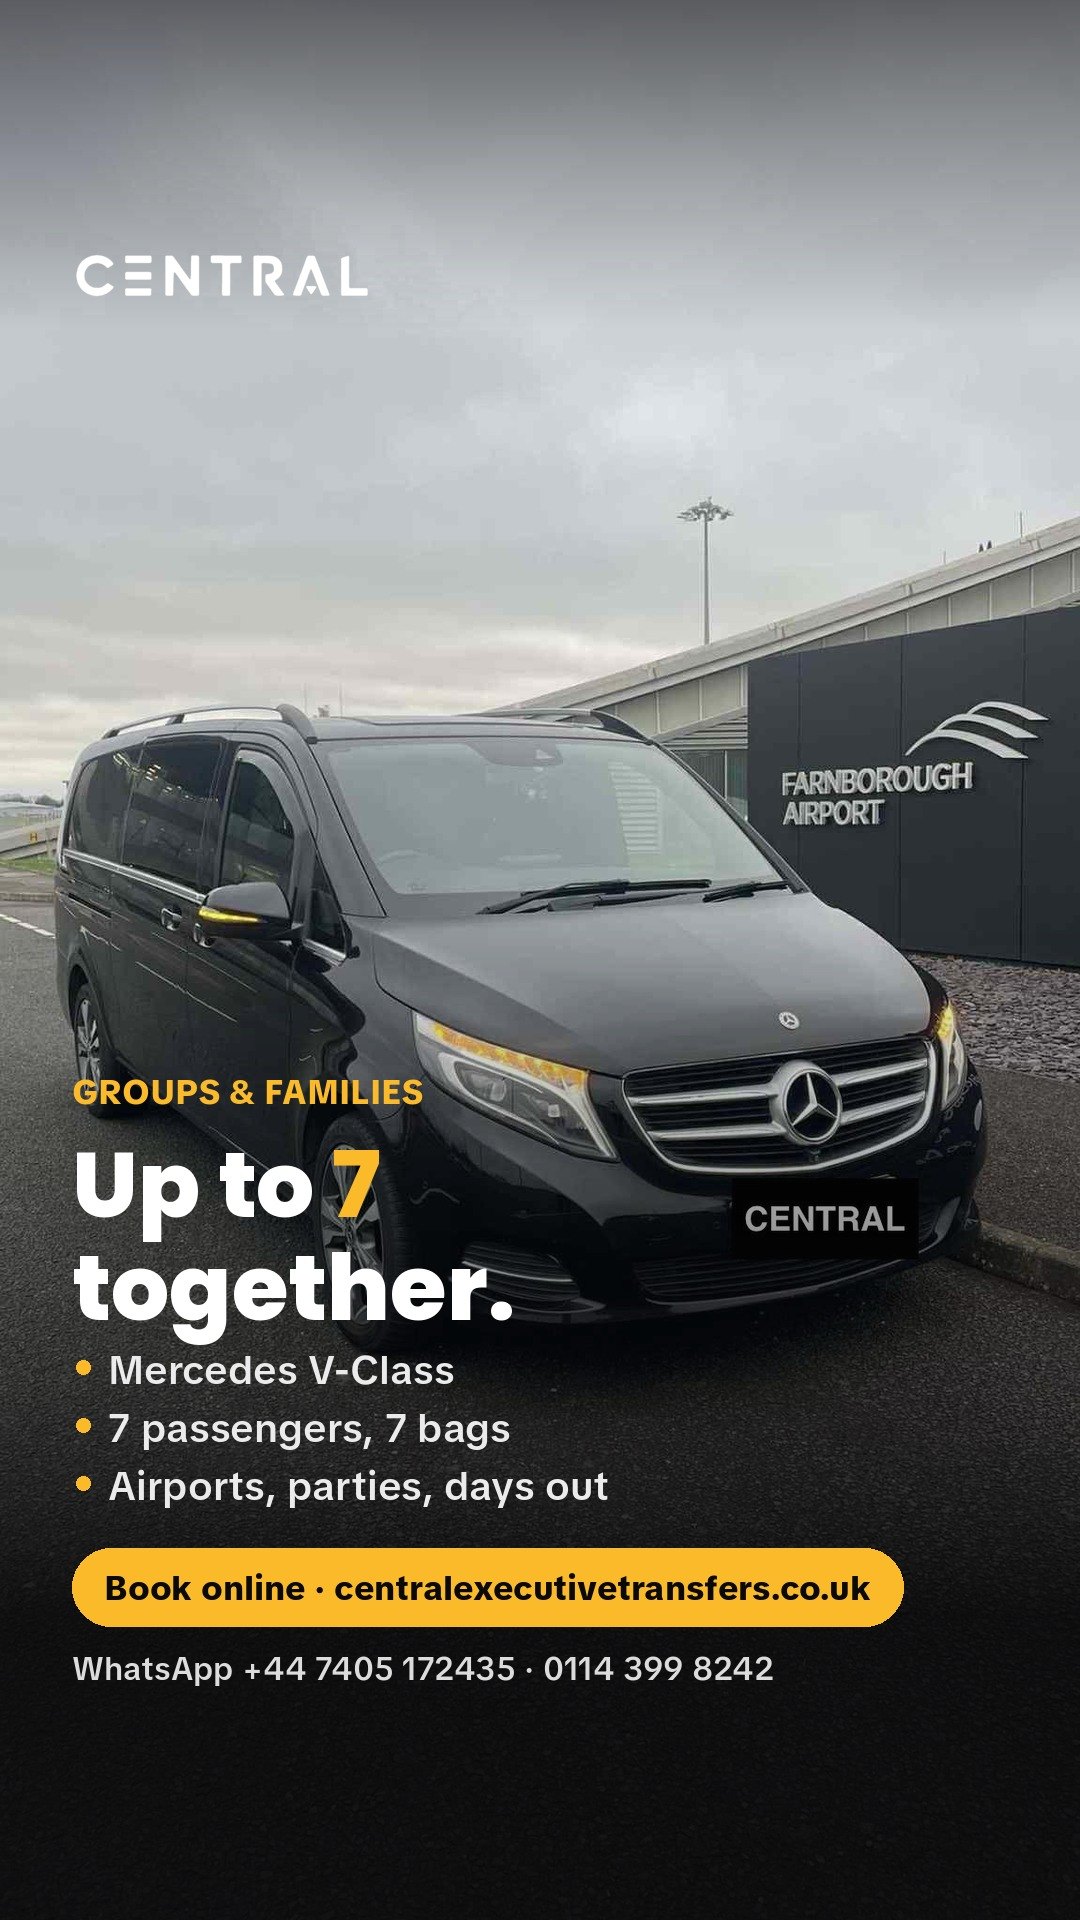 CENTRAL
FARNBOROUGH
AIRPORT
GROUPS & FAMILIES
Up to 7
together.
CENTRAL
• Mercedes V-Class
• 7 passengers, 7 bags
• Airports, parties, days out
Book online · centralexecutivetransfers.co.uk
WhatsApp +44 7405 172435 · 0114 399 8242